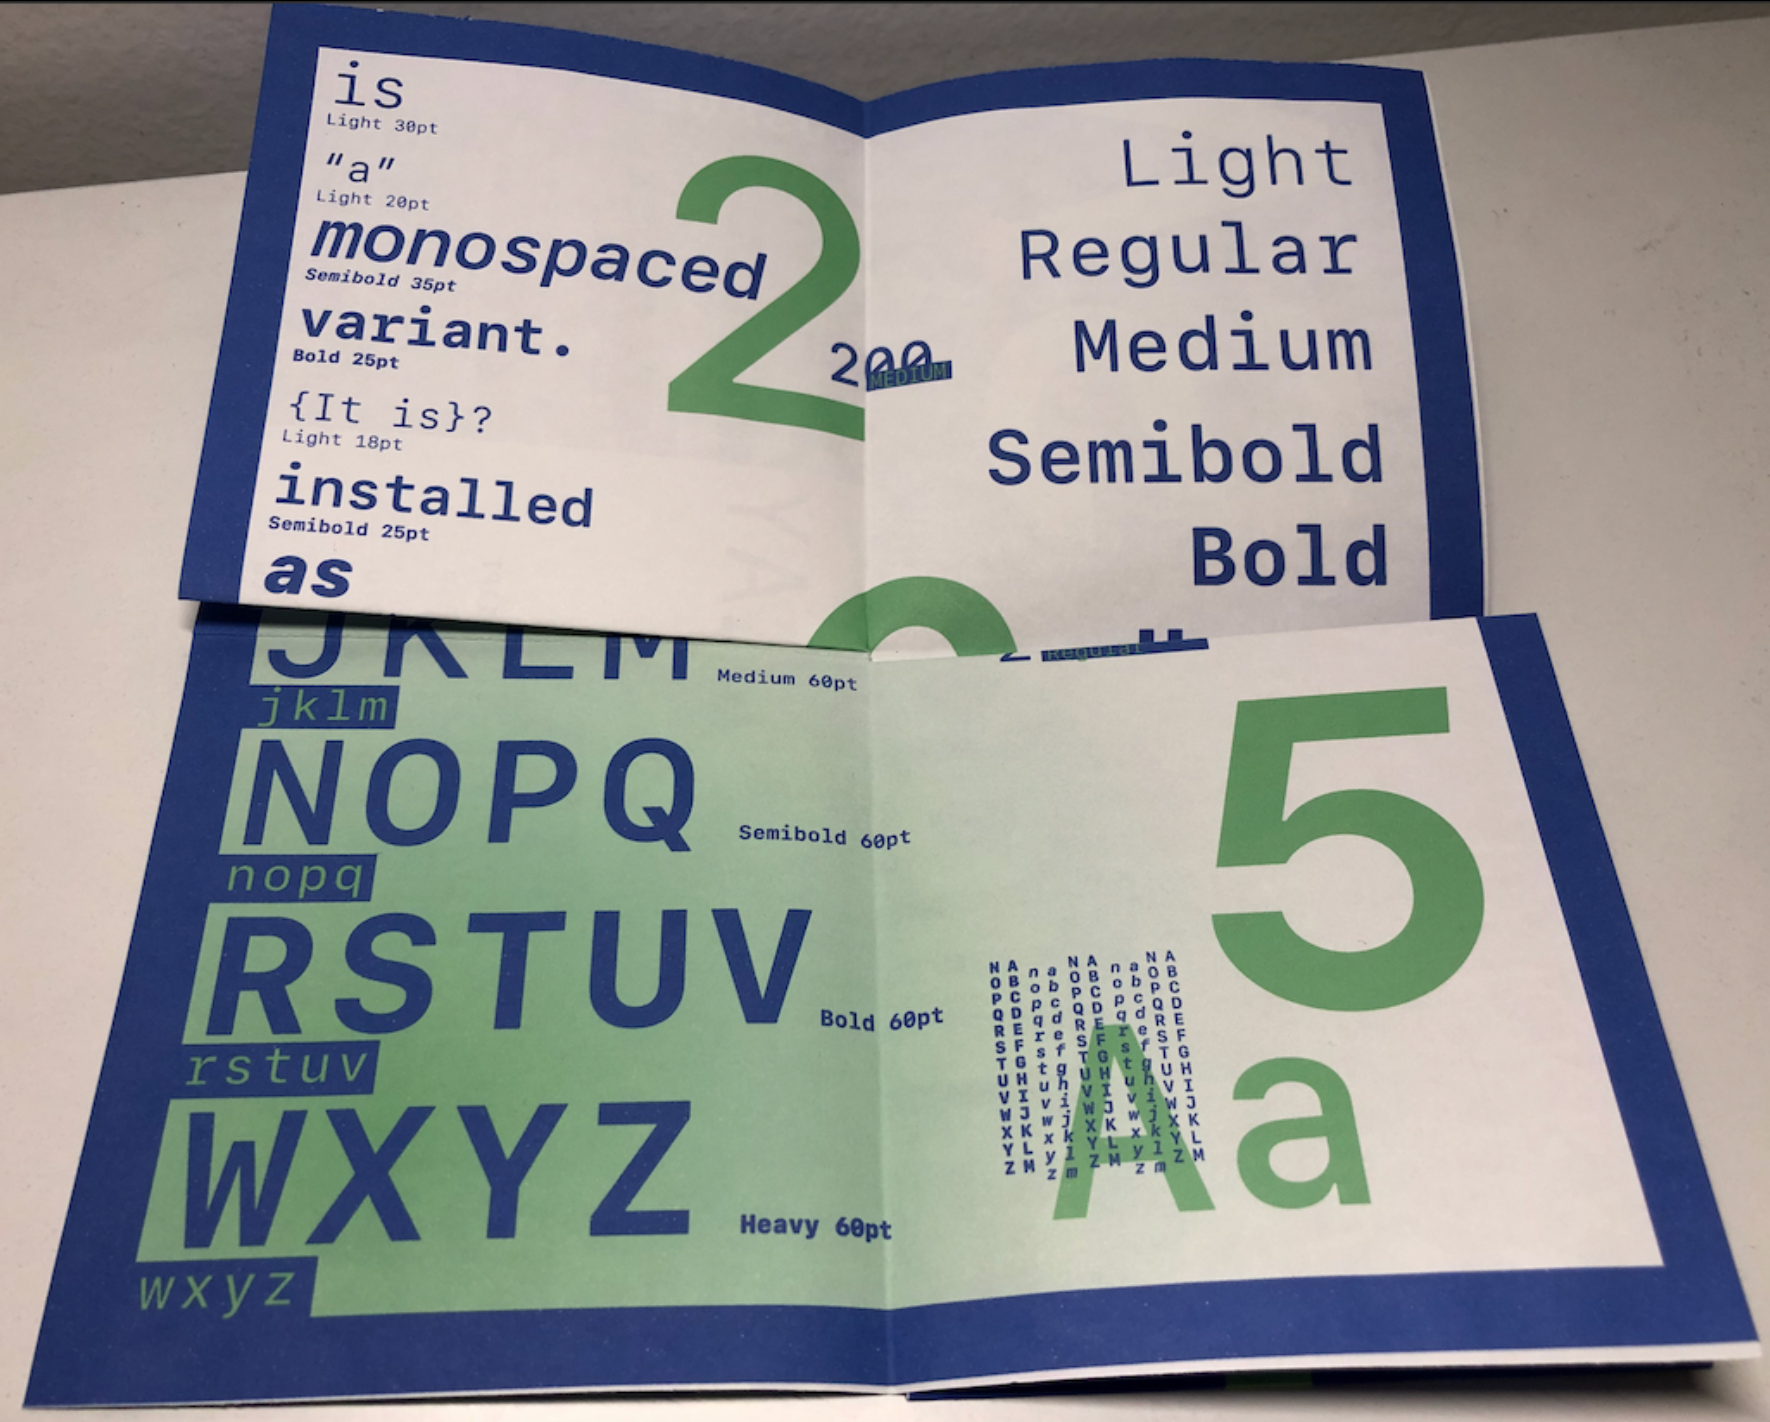 is
Light 30pt
"a"
Light 20pt
monospaced
Semibold 35pt
variant.
Bold 25pt
{It is}?
Light 18pt
installed
Semibold 25pt
as
2
200
MEDIUM
Light
Regular
Medium
Semibold
Bold
Regular
JKLM
Medium 60pt
jklm
NOPQ
Semibold 60pt
nopq
RSTUV
Bold 60pt
rstuv
WXYZ
Heavy 60pt
wxyz
5
N A n a N A n a N A
O B o b O B o b O B
P C p c P C p c P C
Q D q d Q D q d Q D
R E r e R E r e R E
S F s f S F s f S F
T G t g T G t g T G
U H u h U H u h U H
V I v i V I v i V I
W J w j W J w j W J
X K x k X K x k X K
Y L y l Y L y l Y L
Z M z m Z M z m Z M
Aa